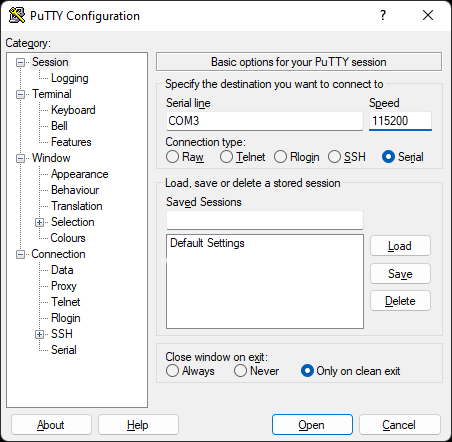 PuTTY Configuration
?
Category:
Session
Logging
Terminal
Keyboard
Bell
Features
Window
Appearance
Behaviour
Translation
Selection
Colours
Connection
Data
Proxy
Telnet
Rlogin
SSH
Serial
Basic options for your PuTTY session
Specify the destination you want to connect to
Serial line Speed
COM3 115200
Connection type:
Raw Telnet Rlogin SSH Serial
Load, save or delete a stored session
Saved Sessions
Default Settings
Load
Save
Delete
Close window on exit:
Always Never Only on clean exit
About Help Open Cancel